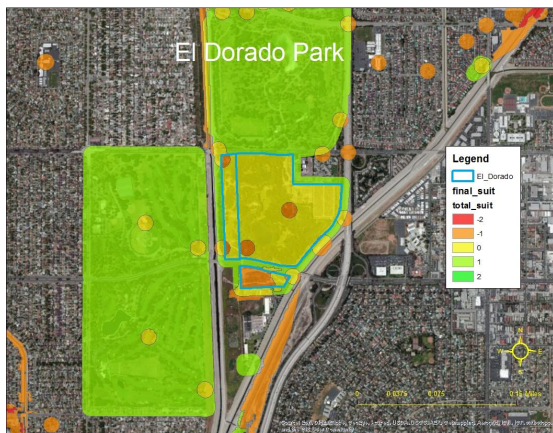 El Dorado Park
Legend
El_Dorado
final_suit
total_suit
-2
-1
0
1
2
N
W E
S
0 0.0375 0.075 0.15 Miles